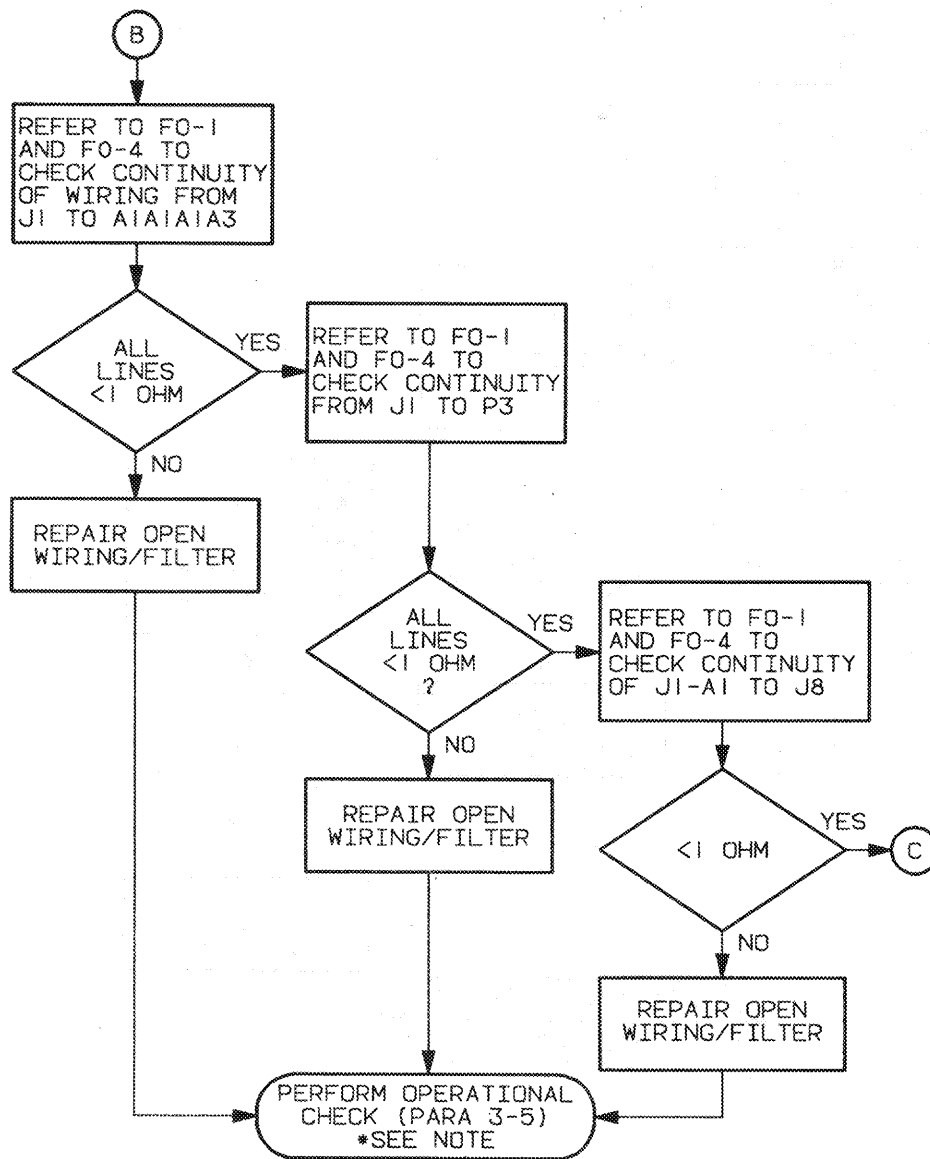 B
REFER TO FO-1
AND FO-4 TO
CHECK CONTINUITY
OF WIRING FROM
J1 TO A1A1A1A3
ALL
LINES
<1 OHM
YES
NO
REPAIR OPEN
WIRING/FILTER
REFER TO FO-1
AND FO-4 TO
CHECK CONTINUITY
FROM J1 TO P3
ALL
LINES
<1 OHM
?
YES
NO
REPAIR OPEN
WIRING/FILTER
REFER TO FO-1
AND FO-4 TO
CHECK CONTINUITY
OF J1-A1 TO J8
<1 OHM
YES
C
NO
REPAIR OPEN
WIRING/FILTER
PERFORM OPERATIONAL
CHECK (PARA 3-5)
*SEE NOTE